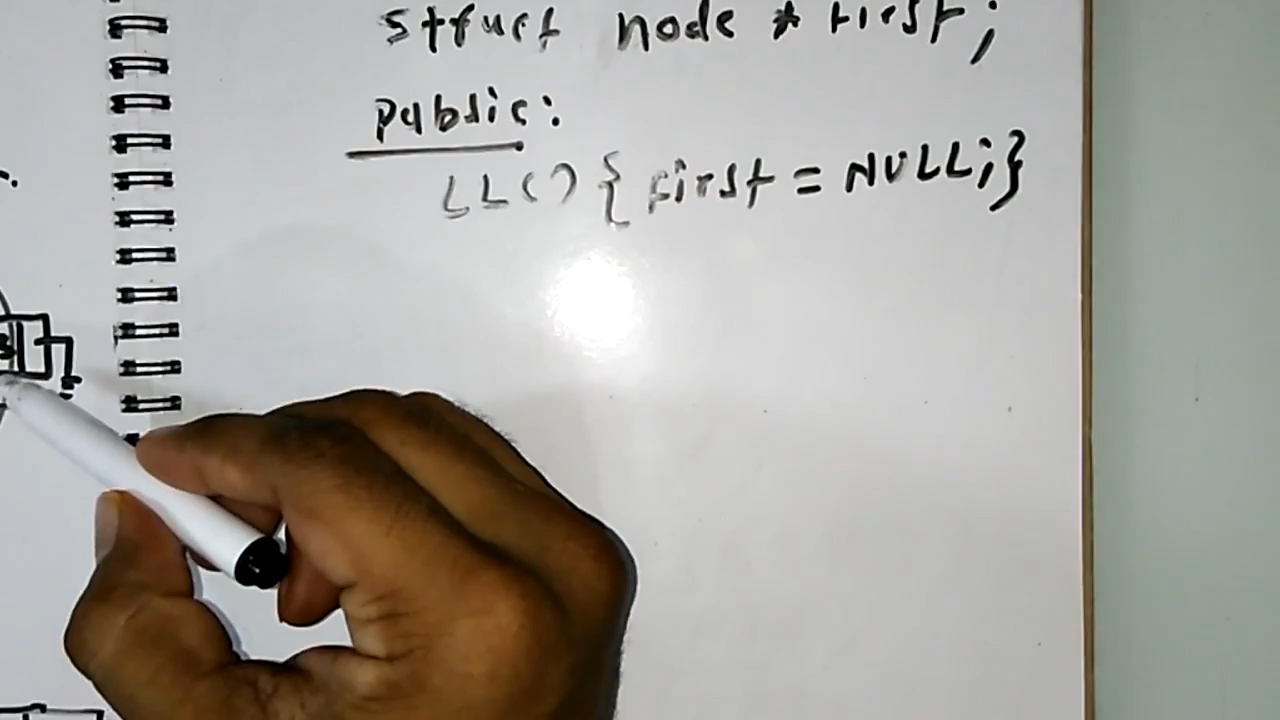 struct node * first;
public:
LL() { first = NULL; }